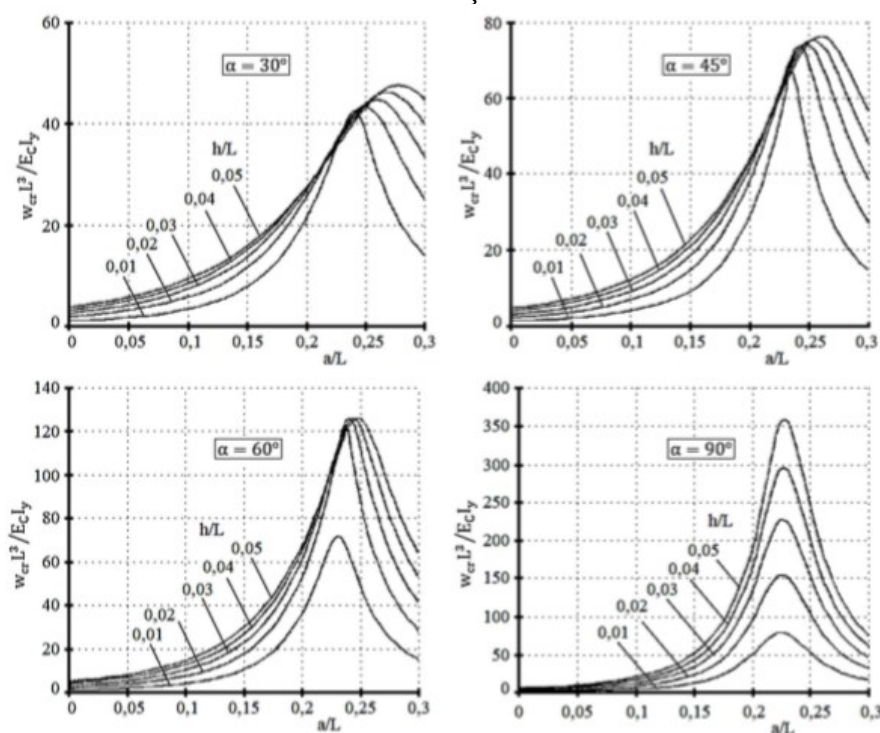 60
α = 30°
40
w_cr L³/E_C I_y
h/L
0,05
0,04
20
0,03
0,02
0,01
0
0 0,05 0,1 0,15 0,2 0,25 0,3
a/L
80
α = 45°
60
w_cr L³/E_C I_y
h/L
40
0,05
0,04
0,03
20
0,02
0,01
0
0 0,05 0,1 0,15 0,2 0,25 0,3
a/L
140
120
α = 60°
100
w_cr L³/E_C I_y
80
h/L
0,05
60
0,04
0,03
40
0,02
0,01
20
0
0 0,05 0,1 0,15 0,2 0,25 0,3
a/L
400
350
α = 90°
300
w_cr L³/E_C I_y
250
h/L
200
0,05
0,04
150
0,03
0,02
100
0,01
50
0
0 0,05 0,1 0,15 0,2 0,25 0,3
a/L